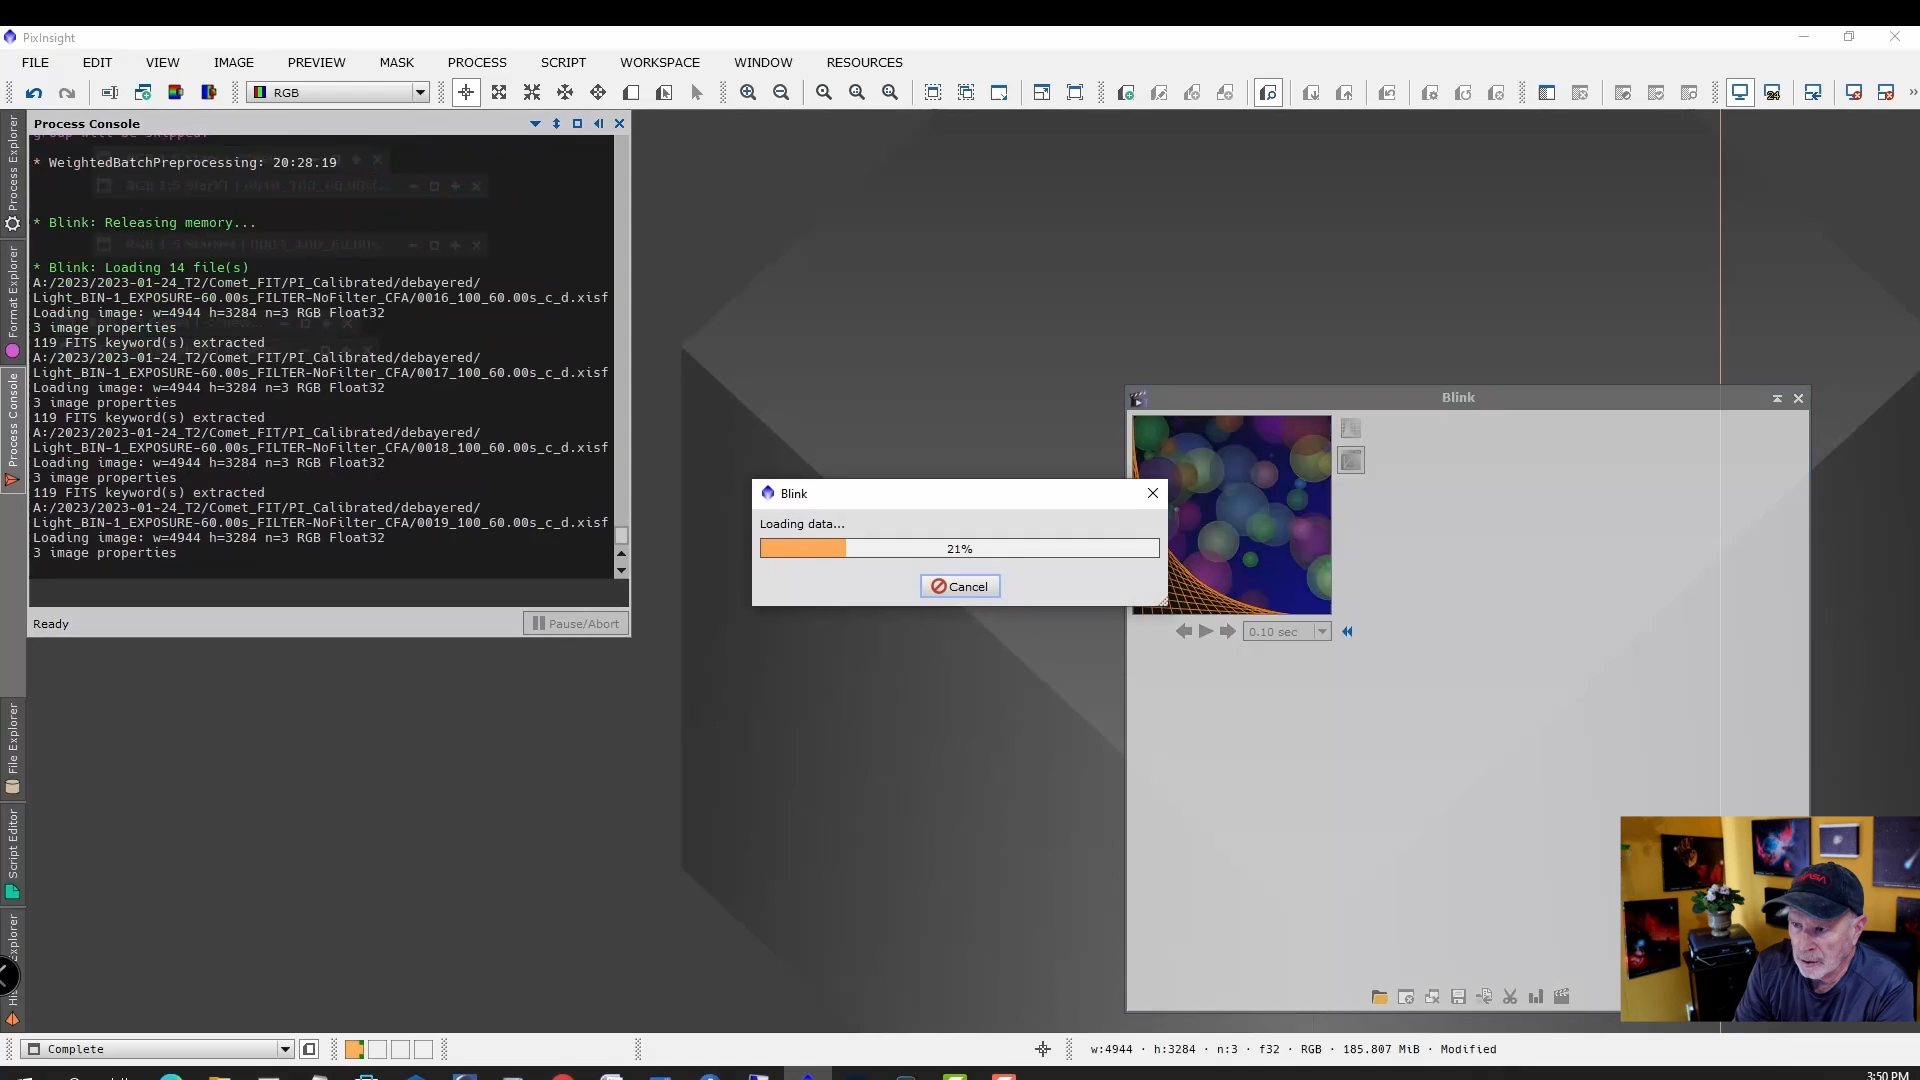 PixInsight
FILE EDIT VIEW IMAGE PREVIEW MASK PROCESS SCRIPT WORKSPACE WINDOW RESOURCES
RGB
24
Process Console
group will be skipped.
* WeightedBatchPreprocessing: 20:28.19
* Blink: Releasing memory...
* Blink: Loading 14 file(s)
A:/2023/2023-01-24_T2/Comet_FIT/PI_Calibrated/debayered/
Light_BIN-1_EXPOSURE-60.00s_FILTER-NoFilter_CFA/0016_100_60.00s_c_d.xisf
Loading image: w=4944 h=3284 n=3 RGB Float32
3 image properties
119 FITS keyword(s) extracted
A:/2023/2023-01-24_T2/Comet_FIT/PI_Calibrated/debayered/
Light_BIN-1_EXPOSURE-60.00s_FILTER-NoFilter_CFA/0017_100_60.00s_c_d.xisf
Loading image: w=4944 h=3284 n=3 RGB Float32
3 image properties
119 FITS keyword(s) extracted
A:/2023/2023-01-24_T2/Comet_FIT/PI_Calibrated/debayered/
Light_BIN-1_EXPOSURE-60.00s_FILTER-NoFilter_CFA/0018_100_60.00s_c_d.xisf
Loading image: w=4944 h=3284 n=3 RGB Float32
3 image properties
119 FITS keyword(s) extracted
A:/2023/2023-01-24_T2/Comet_FIT/PI_Calibrated/debayered/
Light_BIN-1_EXPOSURE-60.00s_FILTER-NoFilter_CFA/0019_100_60.00s_c_d.xisf
Loading image: w=4944 h=3284 n=3 RGB Float32
3 image properties
Ready
Pause/Abort
Process Explorer
Format Explorer
Process Console
File Explorer
Script Editor
Explorer
Blink
Loading data...
21%
Cancel
Blink
0.10 sec
NASA
Complete
w:4944 · h:3284 · n:3 · f32 · RGB · 185.807 MiB · Modified
3:50 PM